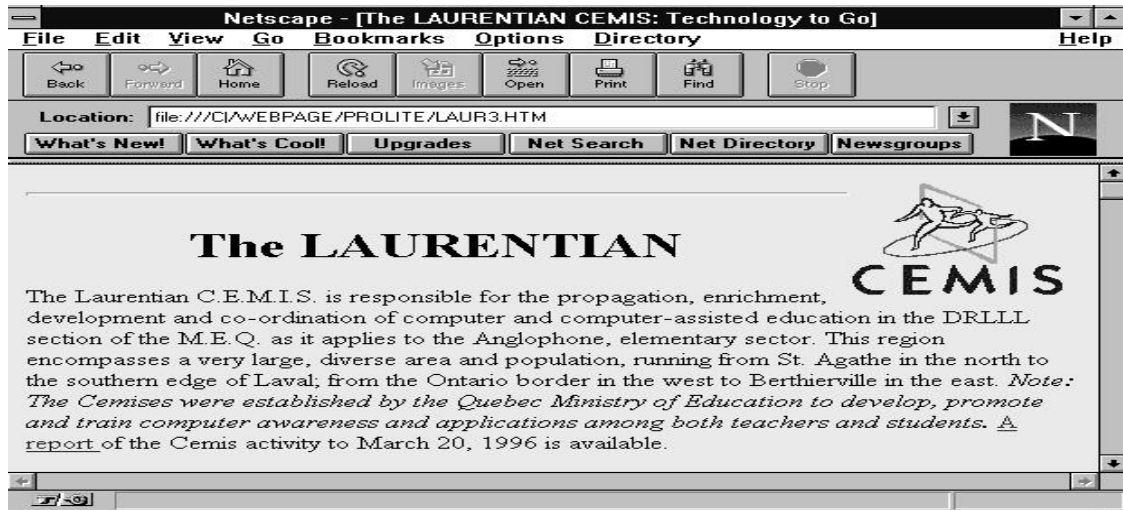 Netscape - [The LAURENTIAN CEMIS: Technology to Go]
File Edit View Go Bookmarks Options Directory Help
Back Forward Home Reload Images Open Print Find Stop
Location: file:///C|/WEBPAGE/PROLITE/LAUR3.HTM N
What's New! What's Cool! Upgrades Net Search Net Directory Newsgroups
The LAURENTIAN
CEMIS
The Laurentian C.E.M.I.S. is responsible for the propagation, enrichment,
development and co-ordination of computer and computer-assisted education in the DRLLL
section of the M.E.Q. as it applies to the Anglophone, elementary sector. This region
encompasses a very large, diverse area and population, running from St. Agathe in the north to
the southern edge of Laval; from the Ontario border in the west to Berthierville in the east. Note:
The Cemises were established by the Quebec Ministry of Education to develop, promote
and train computer awareness and applications among both teachers and students. A
report of the Cemis activity to March 20, 1996 is available.